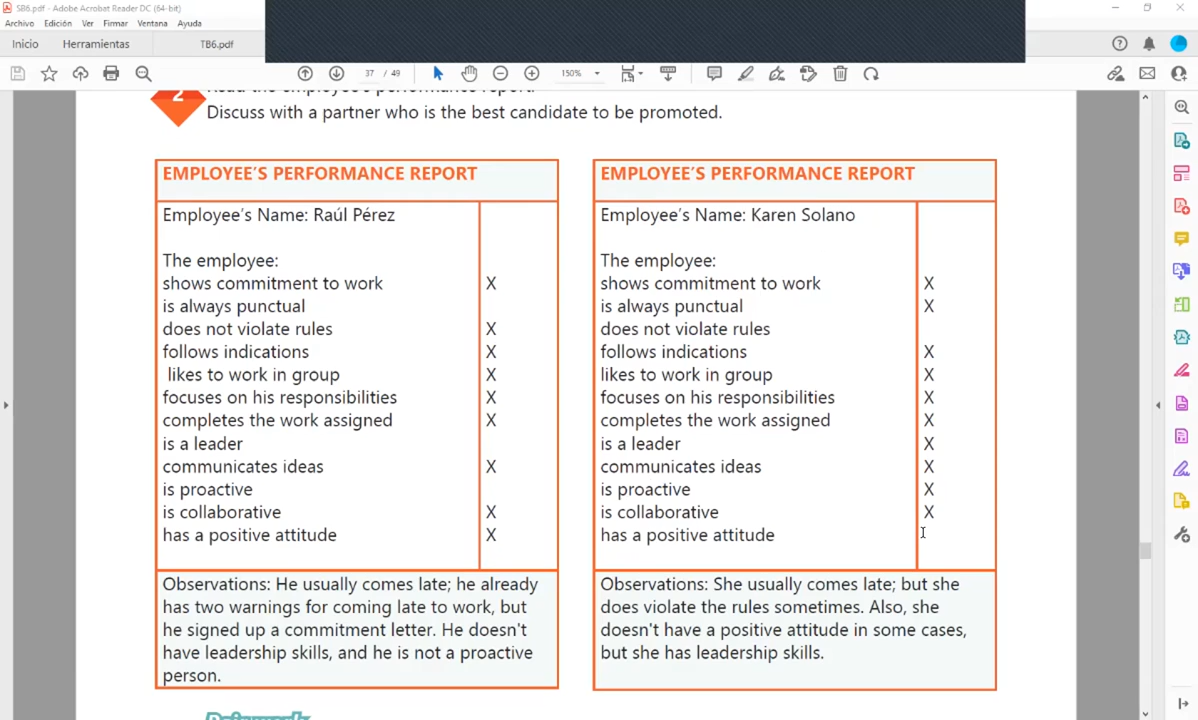 SB6.pdf - Adobe Acrobat Reader DC (64-bit)
Archivo Edición Ver Firmar Ventana Ayuda
Inicio Herramientas TB6.pdf
37 / 49 150%
2 Read the employee's performance report.
Discuss with a partner who is the best candidate to be promoted.
EMPLOYEE'S PERFORMANCE REPORT
Employee's Name: Raúl Pérez
The employee:
shows commitment to work X
is always punctual
does not violate rules X
follows indications X
likes to work in group X
focuses on his responsibilities X
completes the work assigned X
is a leader
communicates ideas X
is proactive
is collaborative X
has a positive attitude X
Observations: He usually comes late; he already
has two warnings for coming late to work, but
he signed up a commitment letter. He doesn't
have leadership skills, and he is not a proactive
person.
EMPLOYEE'S PERFORMANCE REPORT
Employee's Name: Karen Solano
The employee:
shows commitment to work X
is always punctual X
does not violate rules
follows indications X
likes to work in group X
focuses on his responsibilities X
completes the work assigned X
is a leader X
communicates ideas X
is proactive X
is collaborative X
has a positive attitude
Observations: She usually comes late; but she
does violate the rules sometimes. Also, she
doesn't have a positive attitude in some cases,
but she has leadership skills.